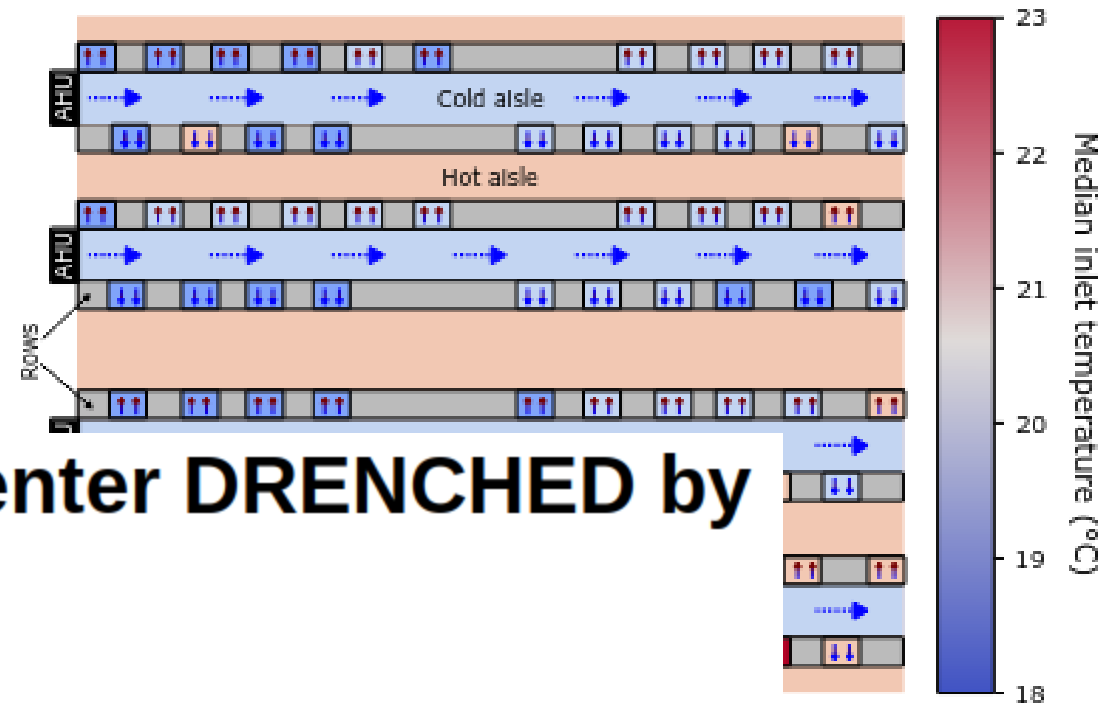 AHU
Cold aisle
Hot aisle
AHU
Rows
enter DRENCHED by
23
22
21
20
19
18
Median inlet temperature (°C)